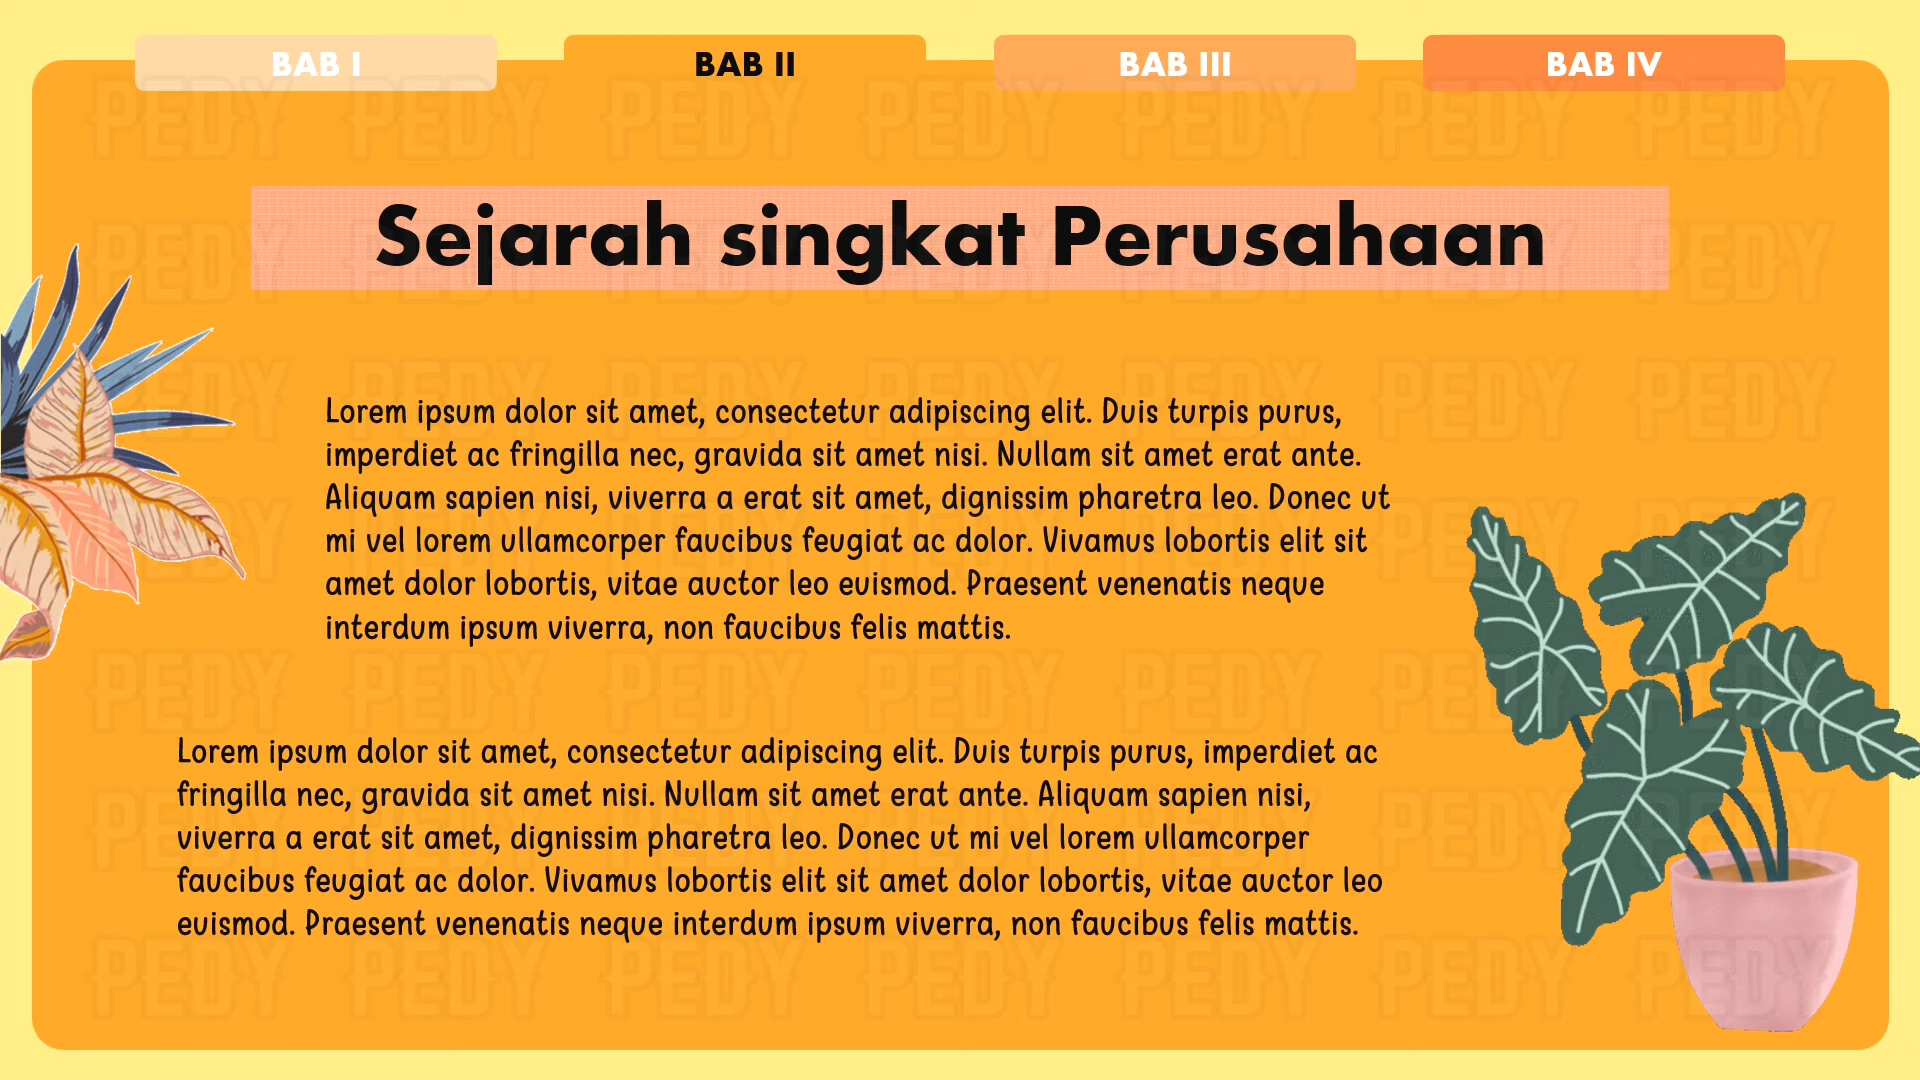 BAB I
BAB II
BAB III
BAB IV
Sejarah singkat Perusahaan
Lorem ipsum dolor sit amet, consectetur adipiscing elit. Duis turpis purus,
imperdiet ac fringilla nec, gravida sit amet nisi. Nullam sit amet erat ante.
Aliquam sapien nisi, viverra a erat sit amet, dignissim pharetra leo. Donec ut
mi vel lorem ullamcorper faucibus feugiat ac dolor. Vivamus lobortis elit sit
amet dolor lobortis, vitae auctor leo euismod. Praesent venenatis neque
interdum ipsum viverra, non faucibus felis mattis.
Lorem ipsum dolor sit amet, consectetur adipiscing elit. Duis turpis purus, imperdiet ac
fringilla nec, gravida sit amet nisi. Nullam sit amet erat ante. Aliquam sapien nisi,
viverra a erat sit amet, dignissim pharetra leo. Donec ut mi vel lorem ullamcorper
faucibus feugiat ac dolor. Vivamus lobortis elit sit amet dolor lobortis, vitae auctor leo
euismod. Praesent venenatis neque interdum ipsum viverra, non faucibus felis mattis.
PEDY